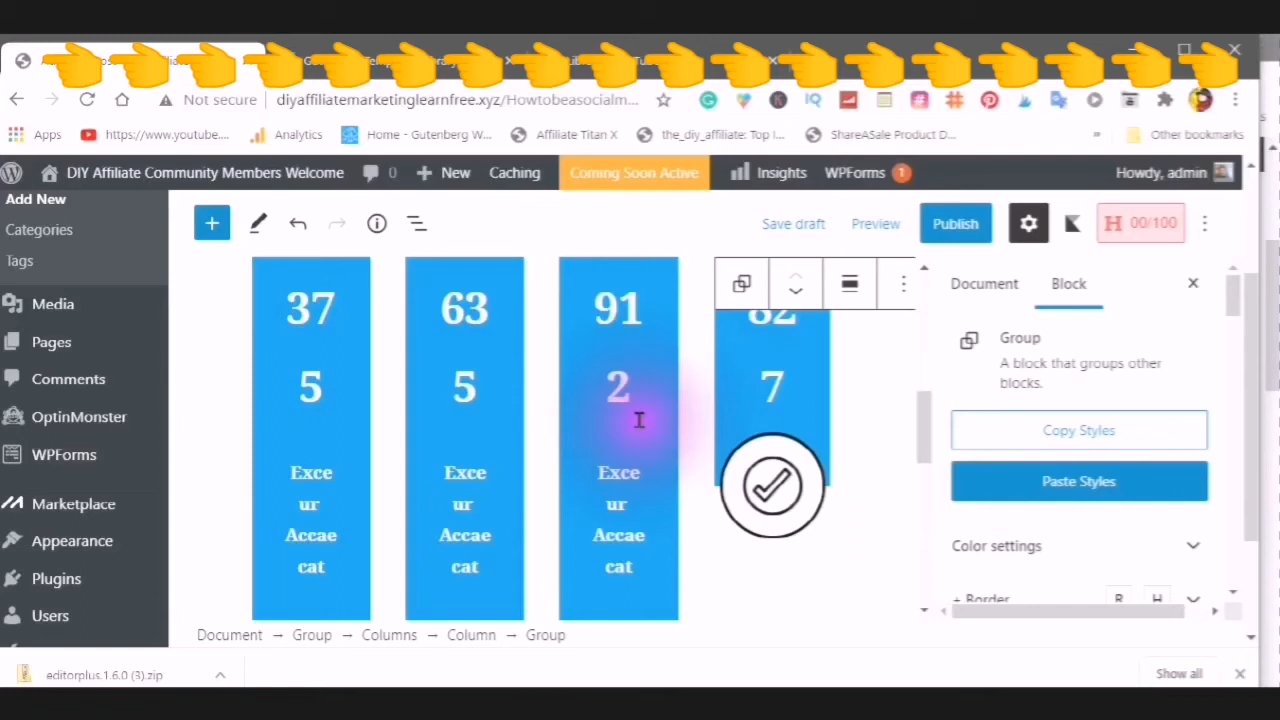 Not secure diyaffiliatemarketinglearnfree.xyz/Howtobeasocialm...
Apps https://www.youtube.... Analytics Home - Gutenberg W... Affiliate Titan X the_diy_affiliate: Top I... ShareASale Product D... » Other bookmarks
DIY Affiliate Community Members Welcome 0 New Caching Coming Soon Active Insights WPForms 1 Howdy, admin
Add New
Categories
Tags
Media
Pages
Comments
OptinMonster
WPForms
Marketplace
Appearance
Plugins
Users
Save draft Preview Publish H 00/100
37 63 91 82
5 5 2 7
Exce Exce Exce
ur ur ur
Accae Accae Accae
cat cat cat
Document Block
Group
A block that groups other
blocks.
Copy Styles
Paste Styles
Color settings
+ Border R H
Document → Group → Columns → Column → Group
editorplus.1.6.0 (3).zip Show all